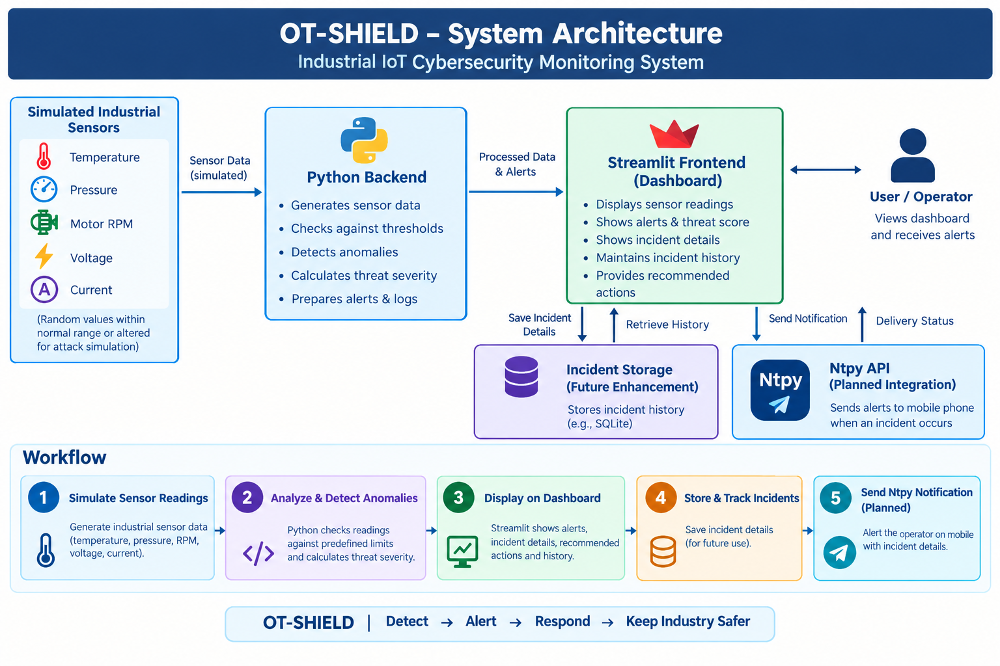 OT-SHIELD – System Architecture
Industrial IoT Cybersecurity Monitoring System
Simulated Industrial
Sensors
Temperature
Pressure
Motor RPM
Voltage
A
Current
(Random values within
normal range or altered
for attack simulation)
Sensor Data
(simulated)
Python Backend
• Generates sensor data
• Checks against thresholds
• Detects anomalies
• Calculates threat severity
• Prepares alerts & logs
Processed Data
& Alerts
Streamlit Frontend
(Dashboard)
• Displays sensor readings
• Shows alerts & threat score
• Shows incident details
• Maintains incident history
• Provides recommended
actions
User / Operator
Views dashboard
and receives alerts
Save Incident
Details
Retrieve History
Send Notification
Delivery Status
Incident Storage
(Future Enhancement)
Stores incident history
(e.g., SQLite)
Ntpy
Ntpy API
(Planned Integration)
Sends alerts to mobile phone
when an incident occurs
Workflow
1
Simulate Sensor Readings
Generate industrial sensor data
(temperature, pressure, RPM,
voltage, current).
2
Analyze & Detect Anomalies
</>
Python checks readings
against predefined limits
and calculates threat severity.
3
Display on Dashboard
Streamlit shows alerts,
incident details, recommended
actions and history.
4
Store & Track Incidents
Save incident details
(for future use).
5
Send Ntpy Notification
(Planned)
Alert the operator on mobile
with incident details.
OT-SHIELD | Detect → Alert → Respond → Keep Industry Safer